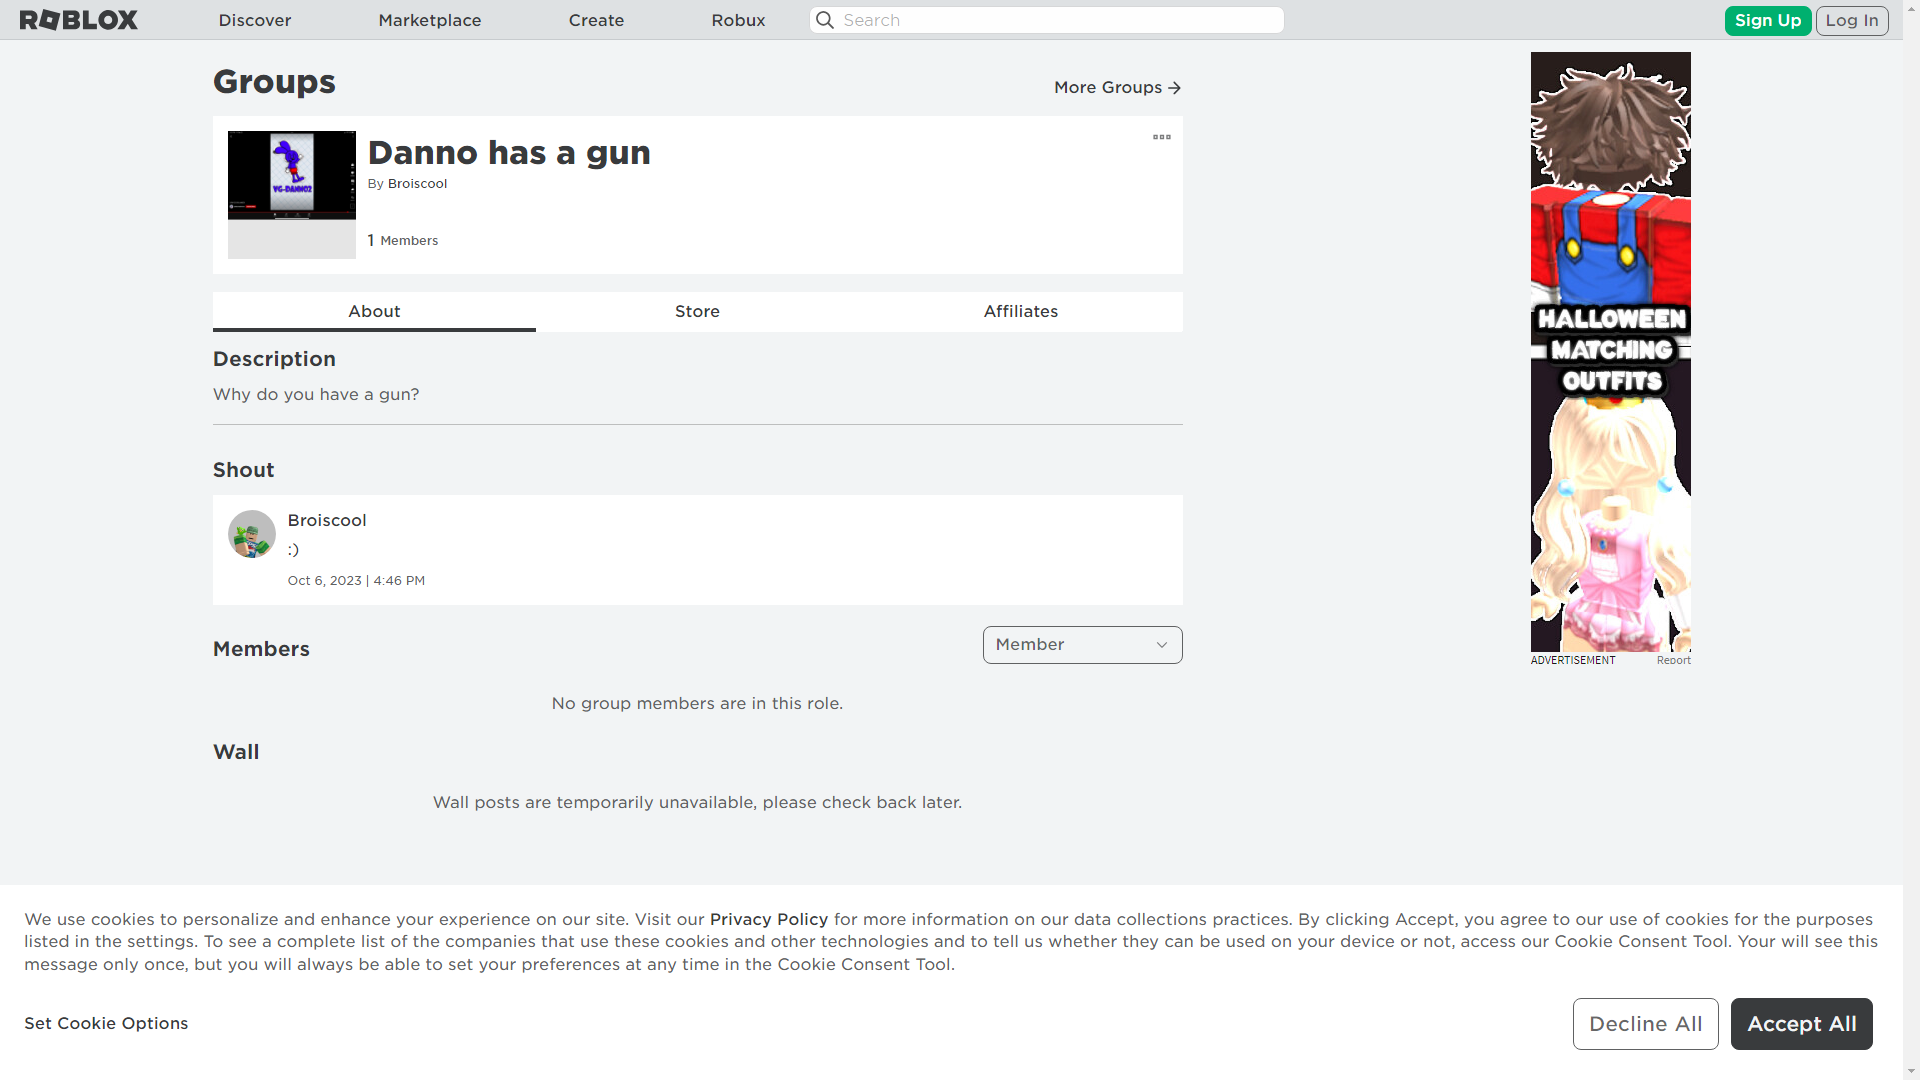 ROBLOX
Discover
Marketplace
Create
Robux
Search
Sign Up
Log In
Groups
More Groups
Danno has a gun
By Broiscool
VG-DANNO2
1 Members
About
Store
Affiliates
Description
Why do you have a gun?
Shout
Broiscool
:)
Oct 6, 2023 | 4:46 PM
Members
Member
No group members are in this role.
Wall
Wall posts are temporarily unavailable, please check back later.
HALLOWEEN
MATCHING
OUTFITS
ADVERTISEMENT
Report
We use cookies to personalize and enhance your experience on our site. Visit our Privacy Policy for more information on our data collections practices. By clicking Accept, you agree to our use of cookies for the purposes
listed in the settings. To see a complete list of the companies that use these cookies and other technologies and to tell us whether they can be used on your device or not, access our Cookie Consent Tool. Your will see this
message only once, but you will always be able to set your preferences at any time in the Cookie Consent Tool.
Set Cookie Options
Decline All
Accept All